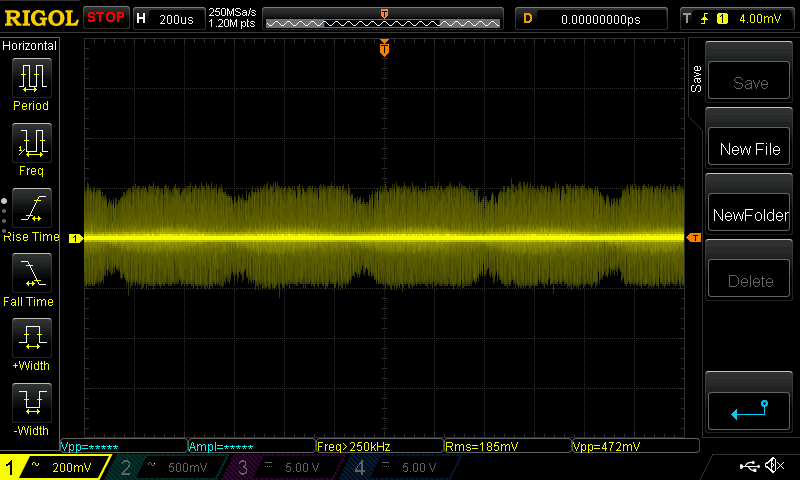 RIGOL STOP H 200us 250MSa/s 1.20M pts T D 0.00000000ps T 1 4.00mV
Horizontal
Period
Freq
Rise Time
Fall Time
+Width
-Width
1
T
T
Save
Save
New File
NewFolder
Delete
Vpp=***** Ampl=***** Freq>250kHz Rms=185mV Vpp=472mV
1 ~ 200mV 2 ~ 500mV 3 5.00 V 4 5.00 V